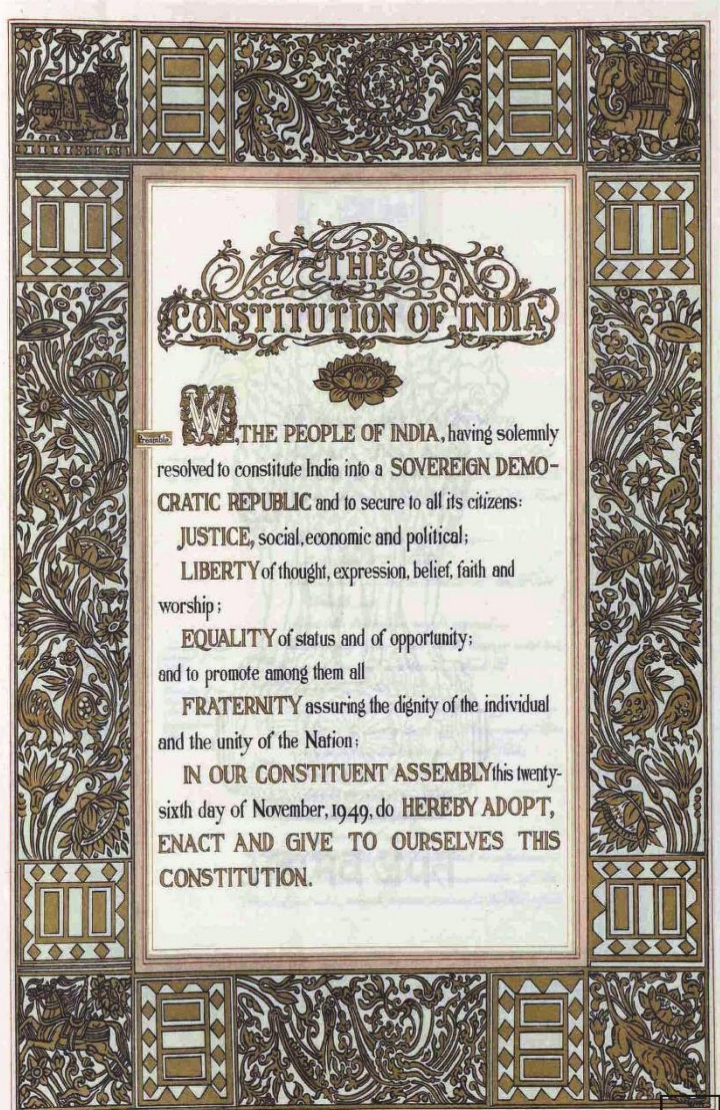 THE
CONSTITUTION OF INDIA
Preamble.
WE, THE PEOPLE OF INDIA, having solemnly
resolved to constitute India into a SOVEREIGN DEMO-
CRATIC REPUBLIC and to secure to all its citizens:
JUSTICE, social, economic and political;
LIBERTY of thought, expression, belief, faith and
worship;
EQUALITY of status and of opportunity;
and to promote among them all
FRATERNITY assuring the dignity of the individual
and the unity of the Nation;
IN OUR CONSTITUENT ASSEMBLY this twenty-
sixth day of November, 1949, do HEREBY ADOPT,
ENACT AND GIVE TO OURSELVES THIS
CONSTITUTION.